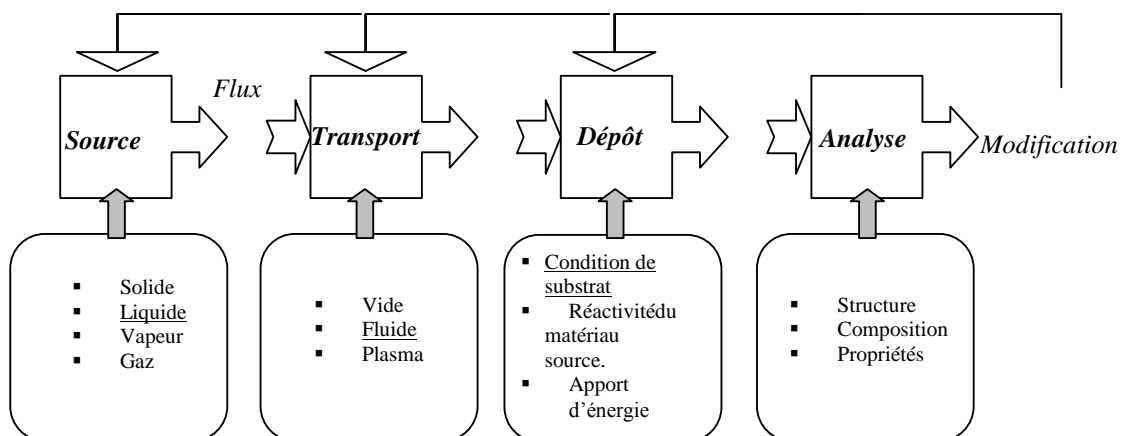 Flux
Source
Transport
Dépôt
Analyse
Modification
▪ Solide
▪ Liquide
▪ Vapeur
▪ Gaz
▪ Vide
▪ Fluide
▪ Plasma
▪ Condition de
substrat
▪ Réactivitédu
matériau
source.
▪ Apport
d’énergie
▪ Structure
▪ Composition
▪ Propriétés